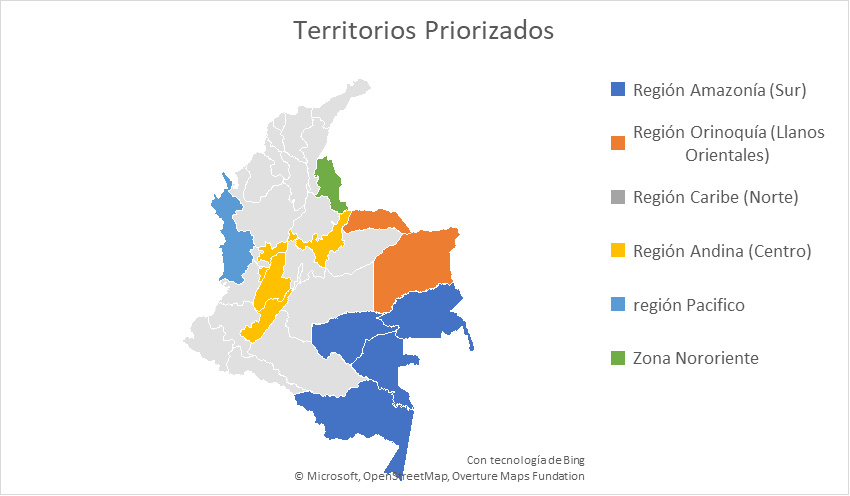 Territorios Priorizados
Región Amazonía (Sur)
Región Orinoquía (Llanos
Orientales)
Región Caribe (Norte)
Región Andina (Centro)
región Pacifico
Zona Nororiente
Con tecnología de Bing
© Microsoft, OpenStreetMap, Overture Maps Fundation